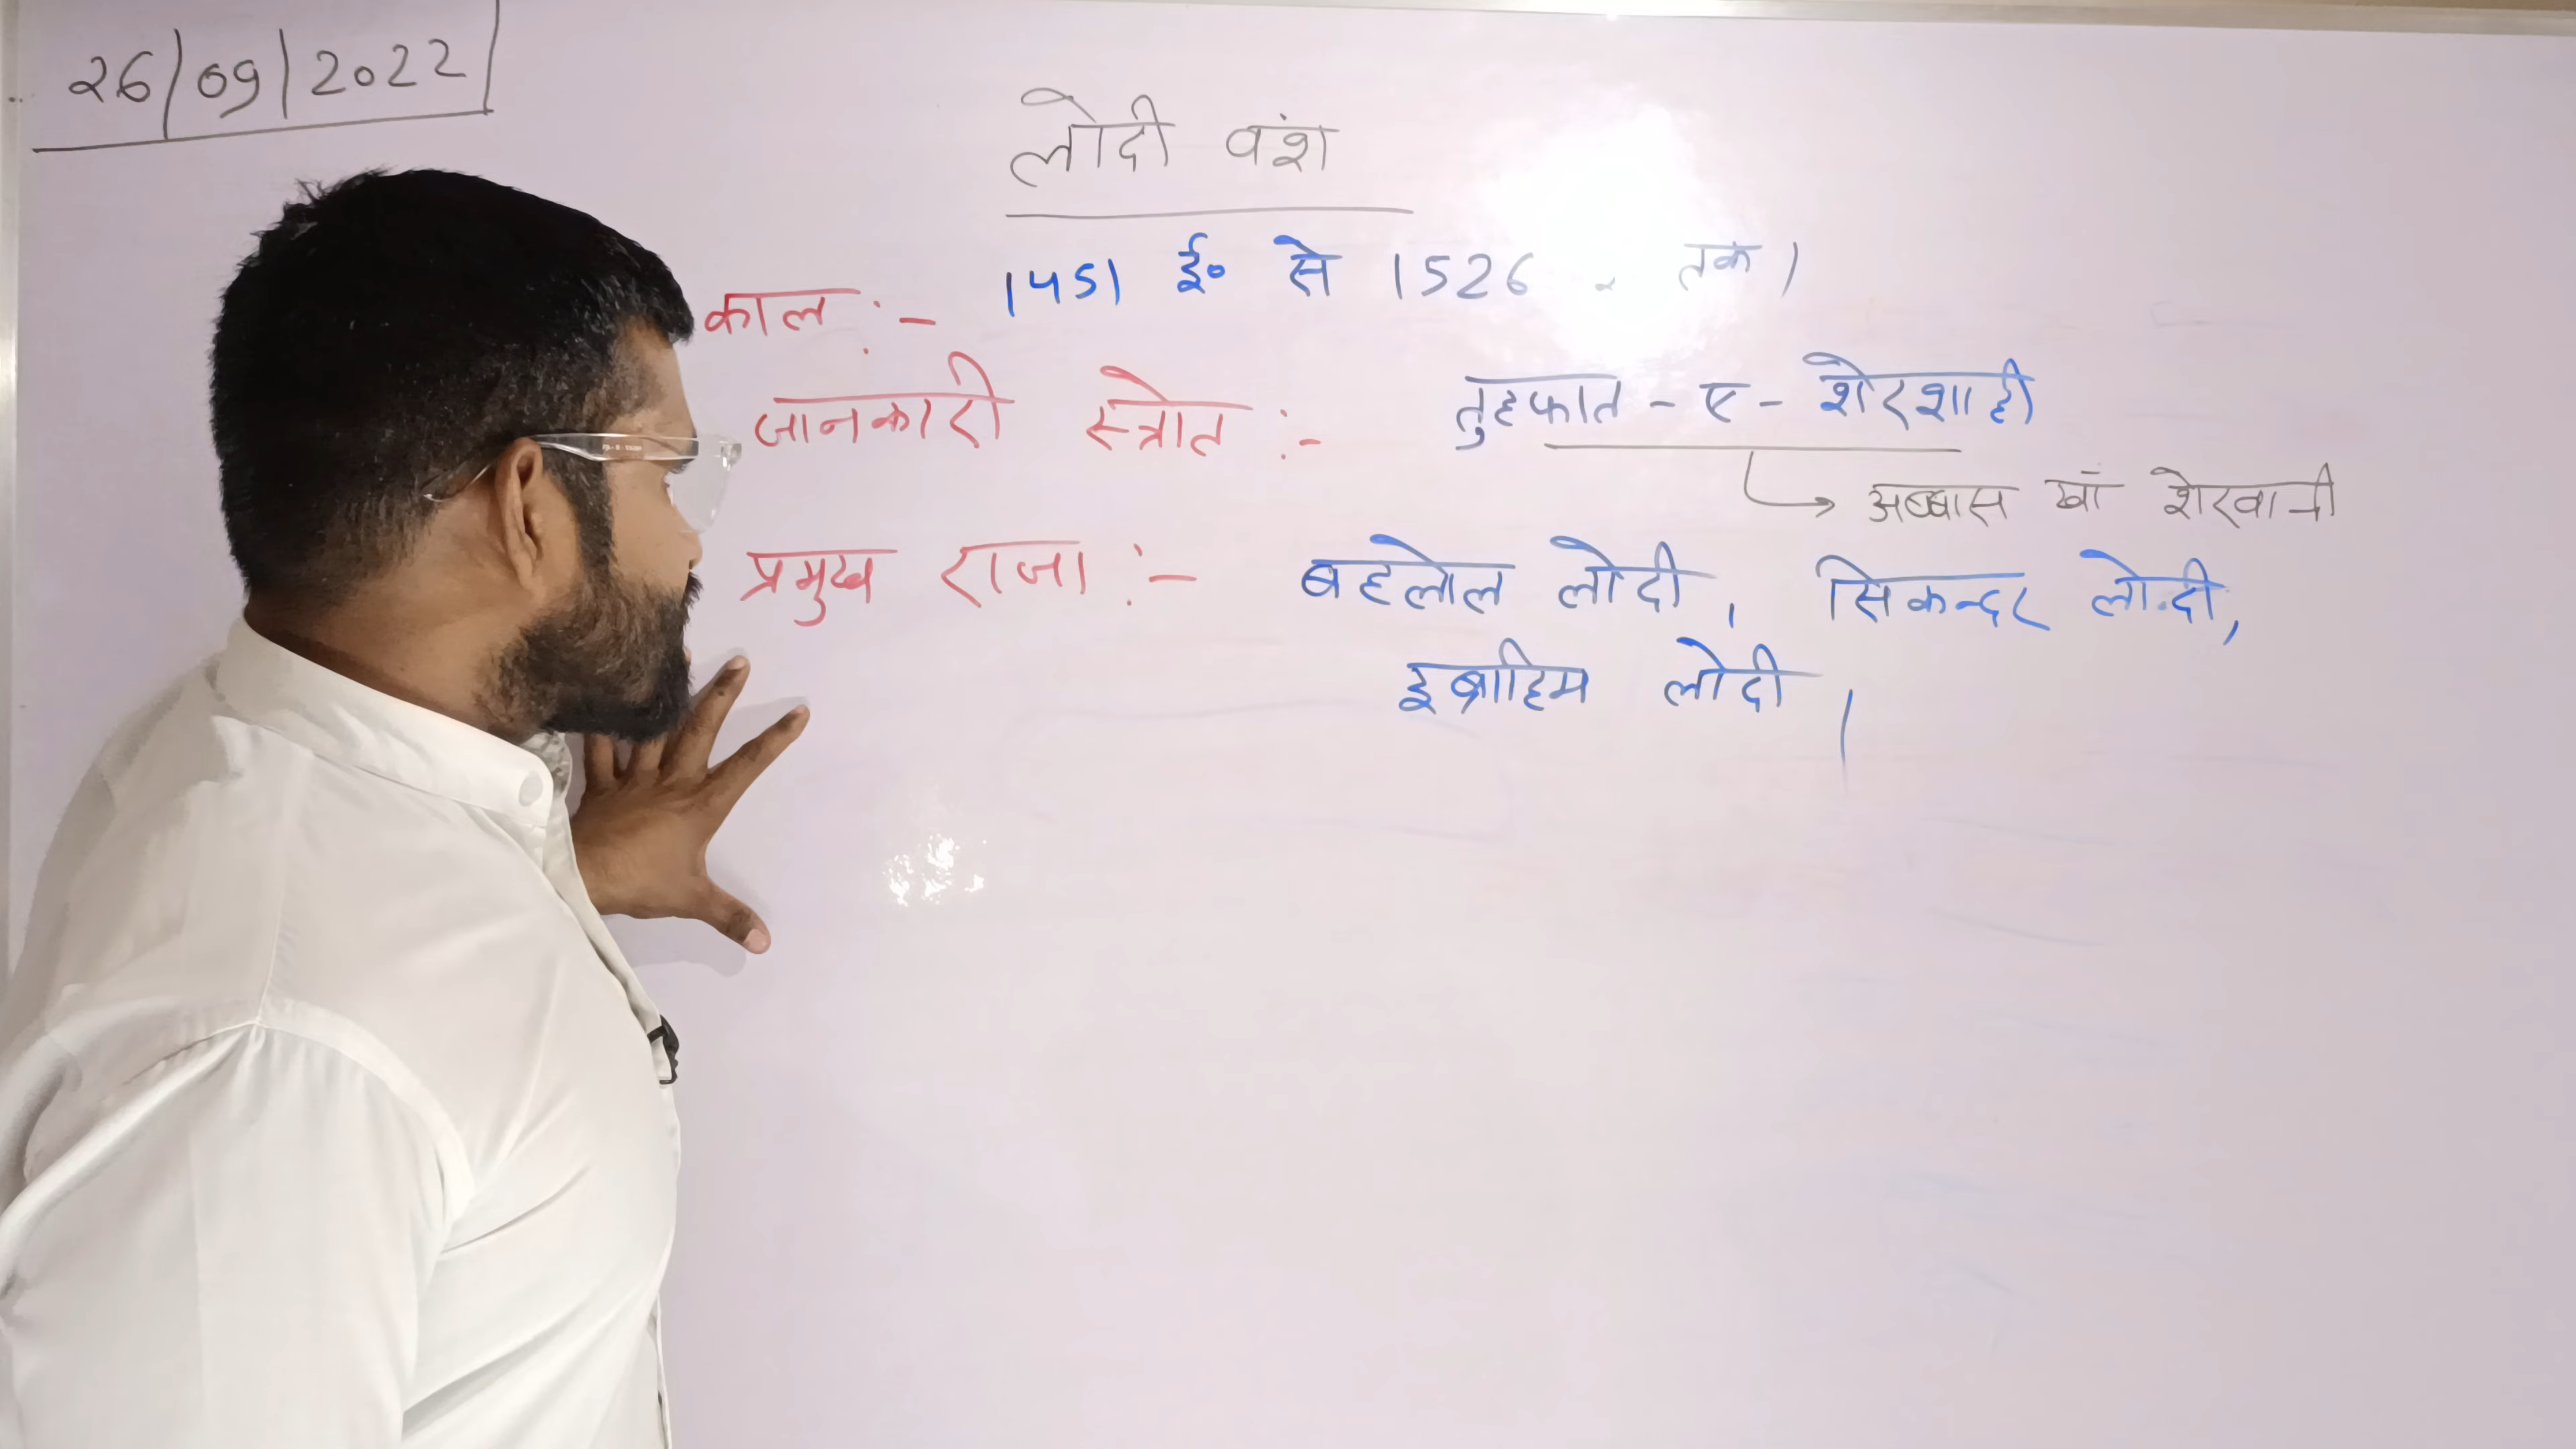 26/09/2022
लोदी वंश
काल :- 1451 ई० से 1526 तक।
जानकारी स्त्रोत :- तुहफात - ए - शेरशाही
अब्बास खाँ शेरवानी
प्रमुख राजा :- बहलोल लोदी, सिकन्दर लोदी,
इब्राहिम लोदी।